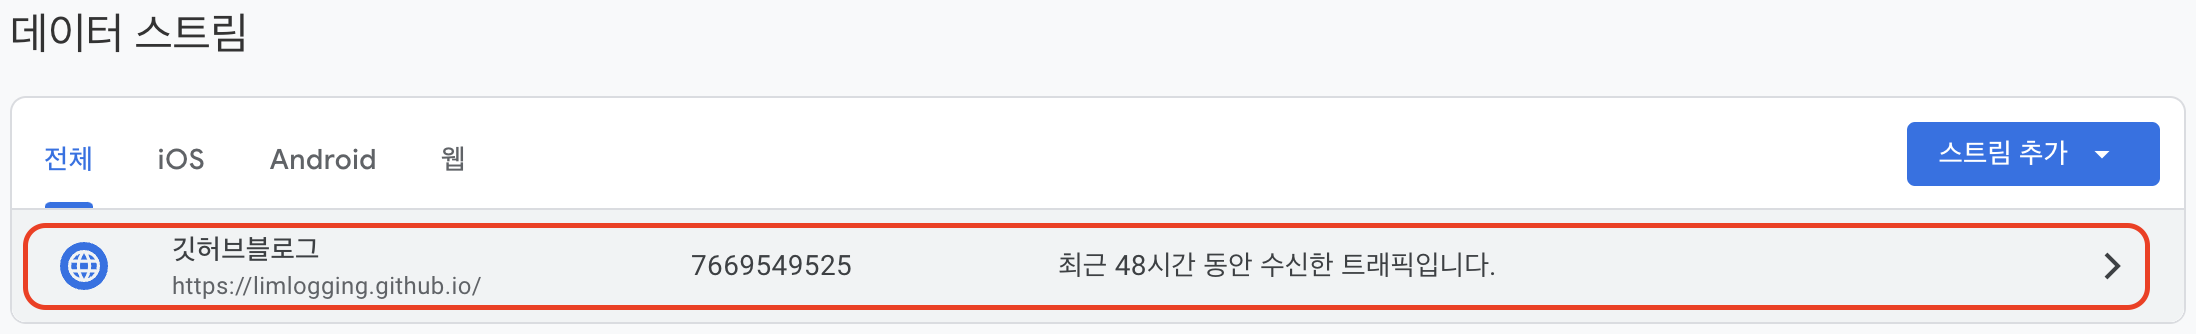 데이터 스트림
전체 iOS Android 웹 스트림 추가
깃허브블로그
https://limlogging.github.io/
7669549525
최근 48시간 동안 수신한 트래픽입니다.